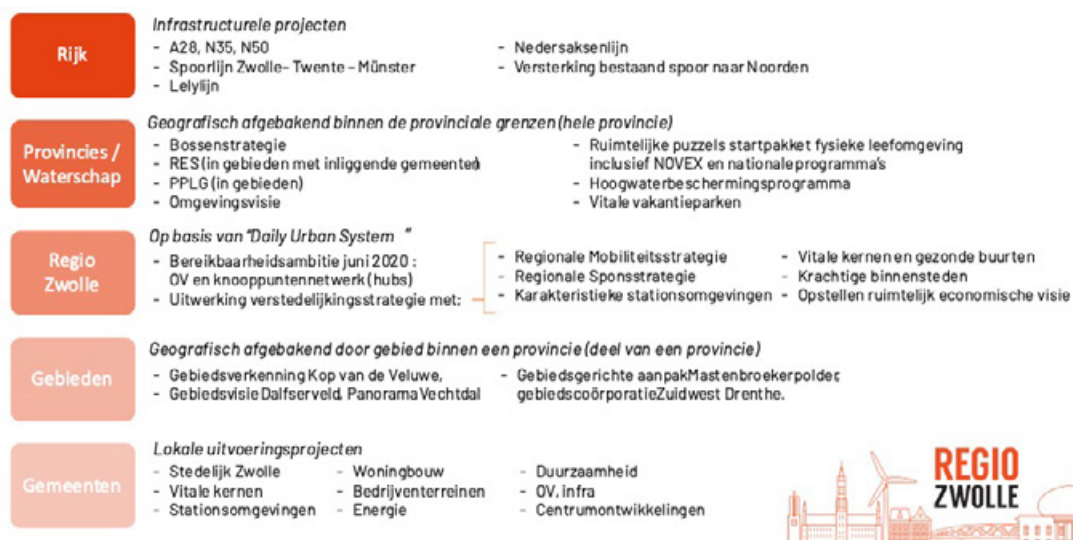 Rijk
Infrastructurele projecten
- A28, N35, N50
- Spoorlijn Zwolle– Twente – Münster
- Lelylijn
- Nedersaksenlijn
- Versterking bestaand spoor naar Noorden
Provincies /
Waterschap
Geografisch afgebakend binnen de provinciale grenzen (hele provincie)
- Bossenstrategie
- RES (in gebieden met inliggende gemeenten)
- PPLG (in gebieden)
- Omgevingsvisie
- Ruimtelijke puzzels startpakket fysieke leefomgeving
inclusief NOVEX en nationale programma's
- Hoogwaterbeschermingsprogramma
- Vitale vakantieparken
Regio
Zwolle
Op basis van "Daily Urban System "
- Bereikbaarheidsambitie juni 2020 :
OV en knooppuntennetwerk (hubs)
- Uitwerking verstedelijkingsstrategie met:
- Regionale Mobiliteitsstrategie
- Regionale Sponsstrategie
- Karakteristieke stationsomgevingen
- Vitale kernen en gezonde buurten
- Krachtige binnensteden
- Opstellen ruimtelijk economische visie
Gebieden
Geografisch afgebakend door gebied binnen een provincie (deel van een provincie)
- Gebiedsverkenning Kop van de Veluwe,
- Gebiedsvisie Dalfserveld, Panorama Vechtdal
- Gebiedsgerichte aanpak Mastenbroekerpolder,
gebiedscoörporatie Zuidwest Drenthe.
Gemeenten
Lokale uitvoeringsprojecten
- Stedelijk Zwolle
- Vitale kernen
- Stationsomgevingen
- Woningbouw
- Bedrijventerreinen
- Energie
- Duurzaamheid
- OV, infra
- Centrumontwikkelingen
REGIO
ZWOLLE